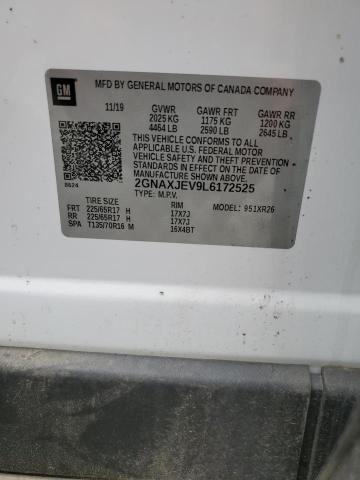 GM
MFD BY GENERAL MOTORS OF CANADA COMPANY
11/19 GVWR GAWR FRT GAWR RR
2025 KG 1175 KG 1200 KG
4464 LB 2590 LB 2645 LB
THIS VEHICLE CONFORMS TO ALL
APPLICABLE U.S. FEDERAL MOTOR
VEHICLE SAFETY, BUMPER, AND THEFT
PREVENTION STANDARDS IN EFFECT ON THE
DATE OF MANUFACTURE SHOWN ABOVE.
8624 2GNAXJEV9L6172525
TYPE: M.P.V.
TIRE SIZE RIM MODEL: 951XR26
FRT 225/65R17 H 17X7J
RR 225/65R17 H 17X7J
SPA T135/70R16 M 16X4BT